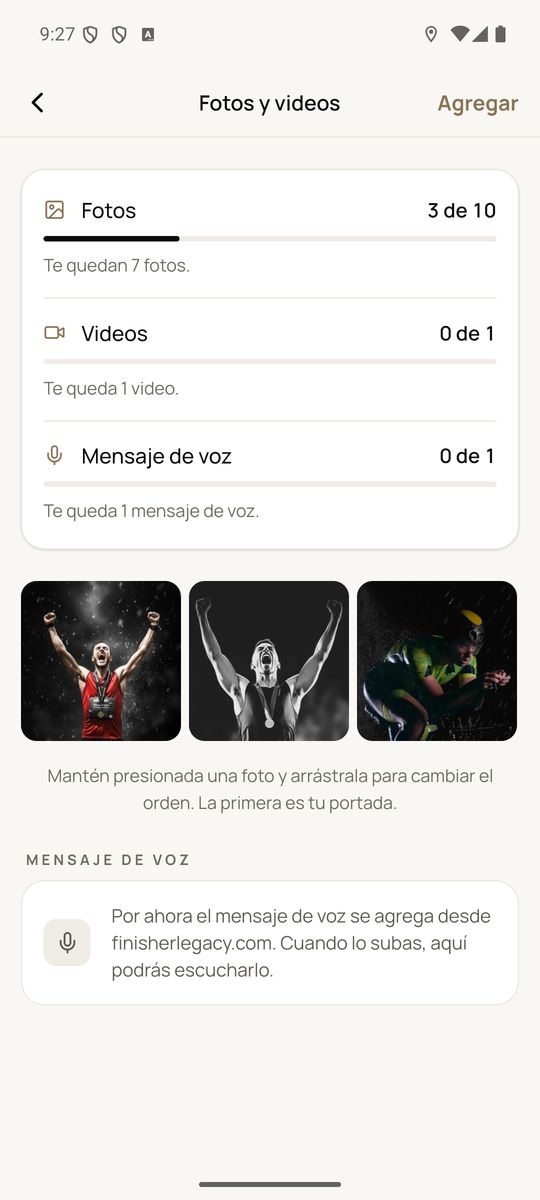 9:27
Fotos y videos
Agregar
Fotos
3 de 10
Te quedan 7 fotos.
Videos
0 de 1
Te queda 1 video.
Mensaje de voz
0 de 1
Te queda 1 mensaje de voz.
Mantén presionada una foto y arrástrala para cambiar el
orden. La primera es tu portada.
MENSAJE DE VOZ
Por ahora el mensaje de voz se agrega desde
finisherlegacy.com. Cuando lo subas, aquí
podrás escucharlo.